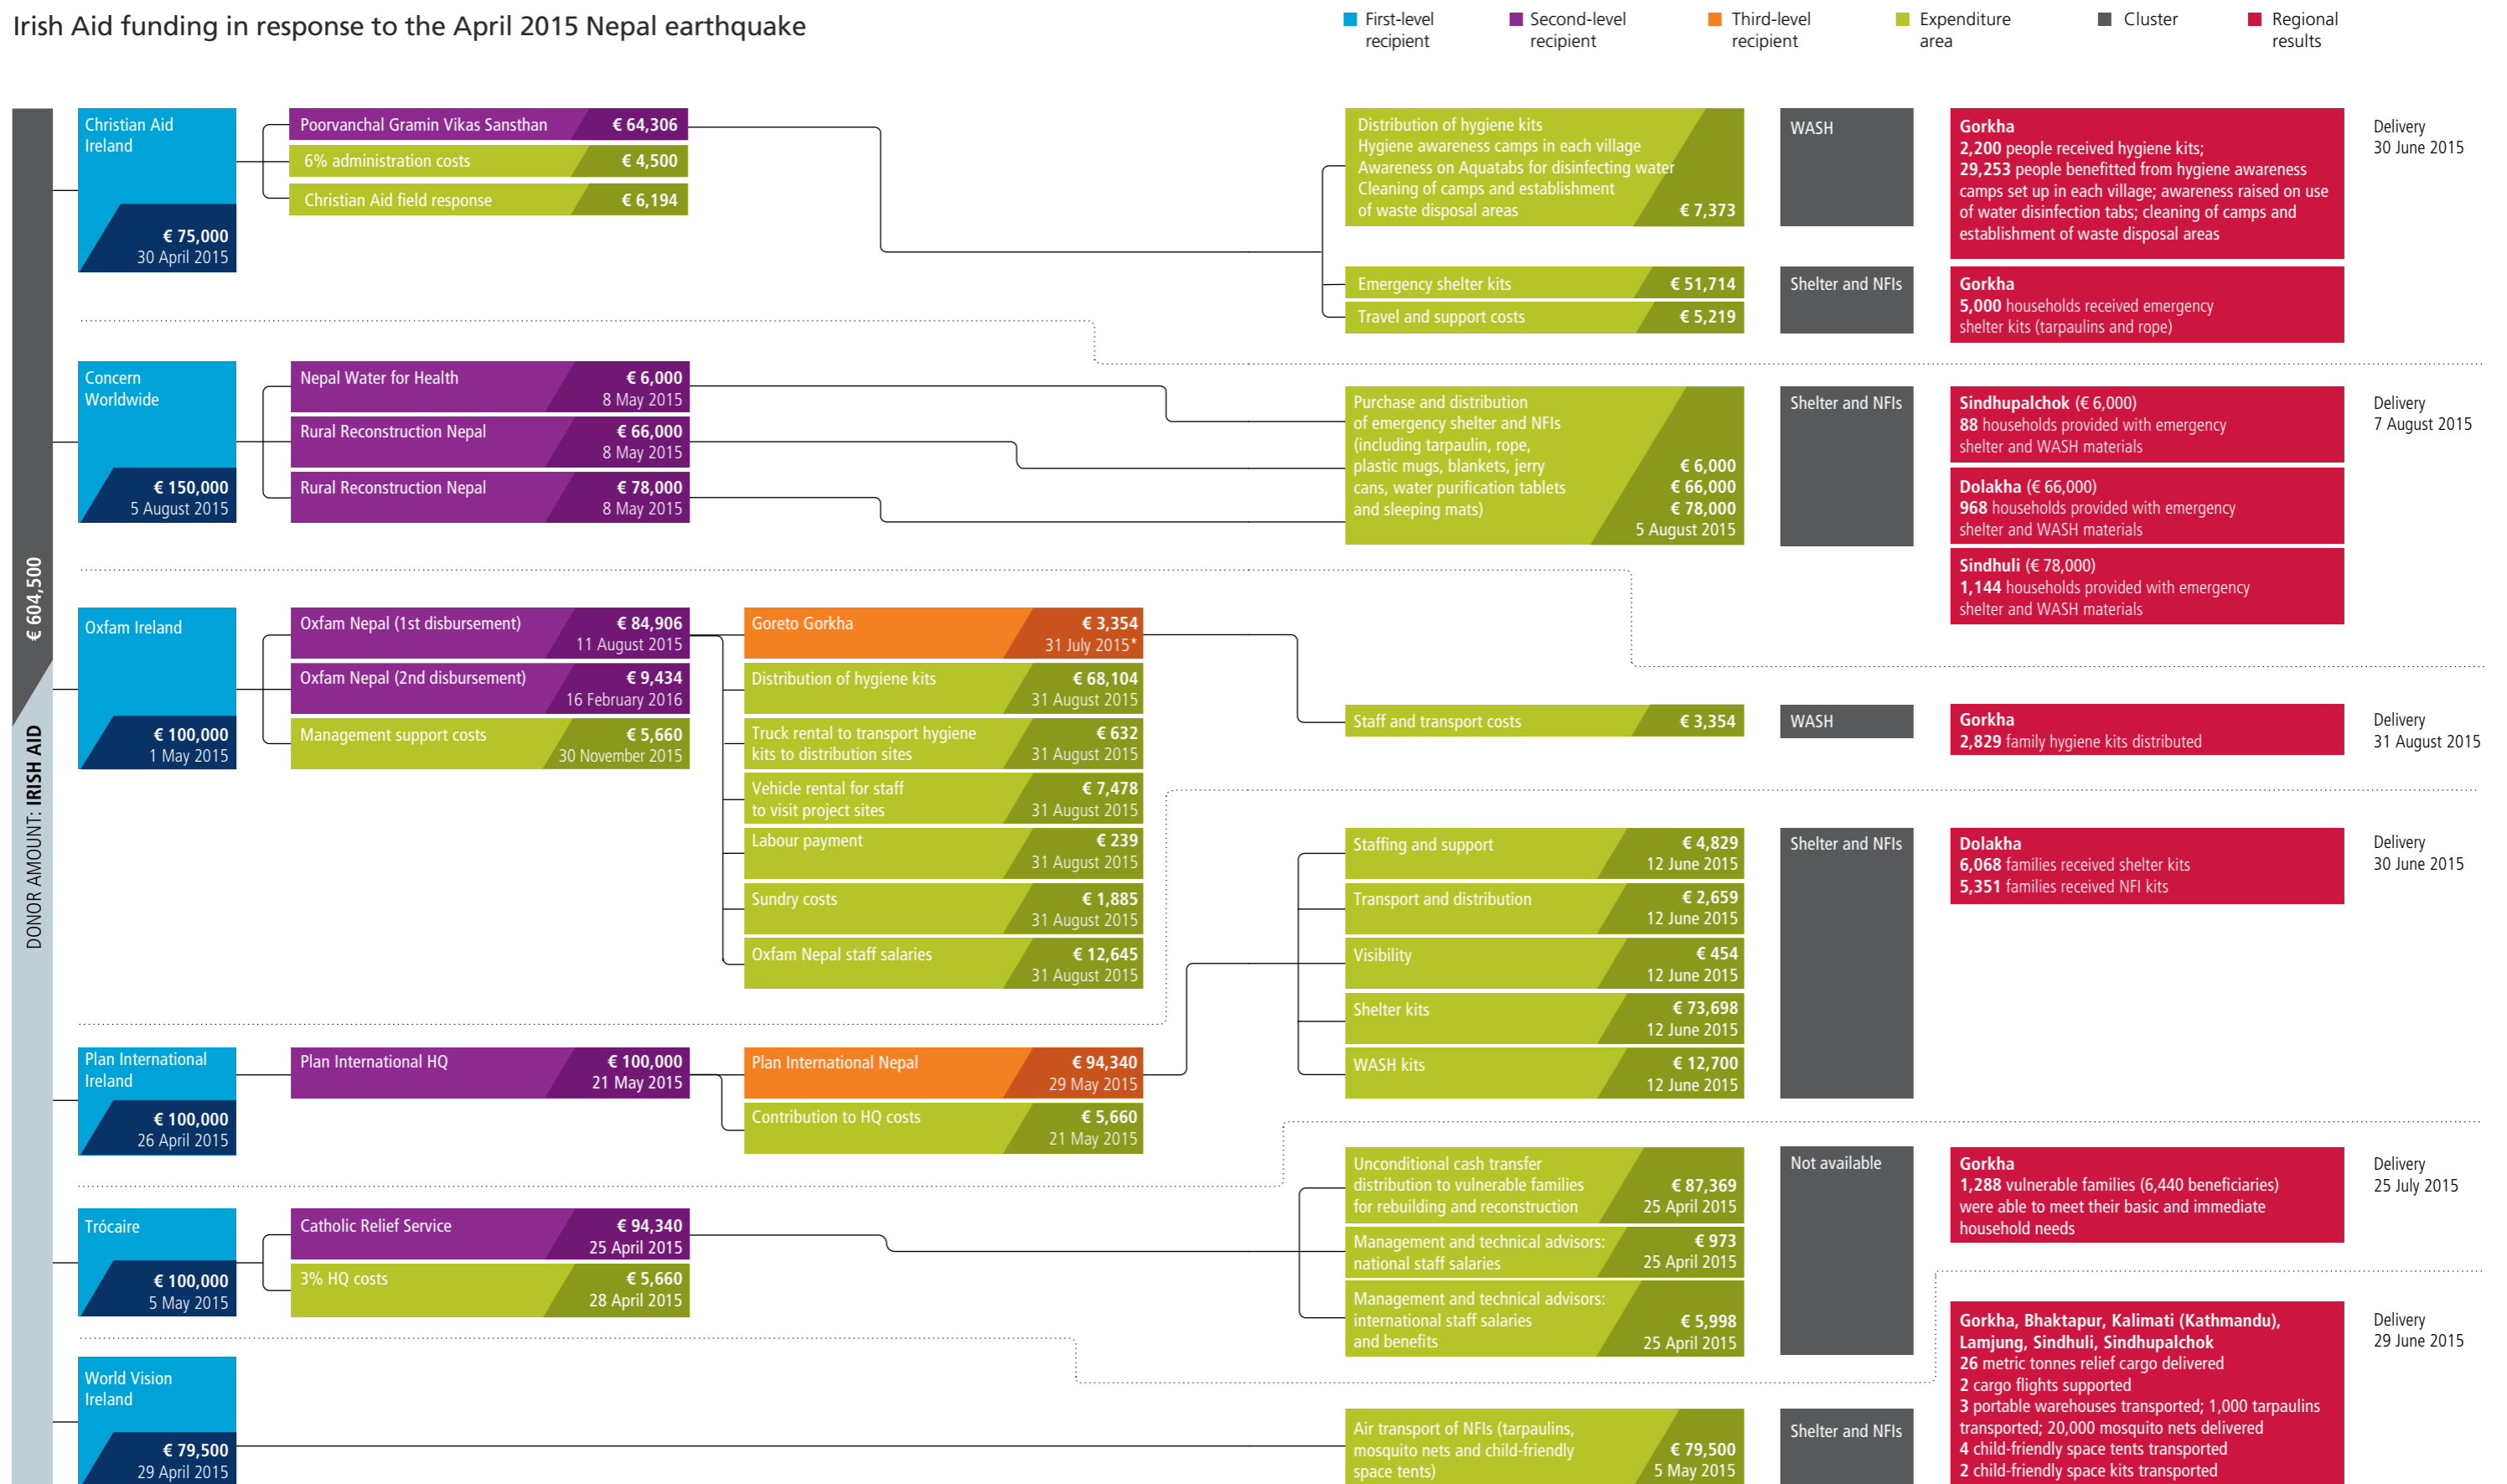 Irish Aid funding in response to the April 2015 Nepal earthquake
First-level
recipient
Second-level
recipient
Third-level
recipient
Expenditure
area
Cluster
Regional
results
€ 604,500
DONOR AMOUNT: IRISH AID
Christian Aid
Ireland
€ 75,000
30 April 2015
Poorvanchal Gramin Vikas Sansthan € 64,306
6% administration costs € 4,500
Christian Aid field response € 6,194
Distribution of hygiene kits
Hygiene awareness camps in each village
Awareness on Aquatabs for disinfecting water
Cleaning of camps and establishment
of waste disposal areas € 7,373
Emergency shelter kits € 51,714
Travel and support costs € 5,219
WASH
Shelter and NFIs
Gorkha
2,200 people received hygiene kits;
29,253 people benefitted from hygiene awareness
camps set up in each village; awareness raised on use
of water disinfection tabs; cleaning of camps and
establishment of waste disposal areas
Gorkha
5,000 households received emergency
shelter kits (tarpaulins and rope)
Delivery
30 June 2015
Concern
Worldwide
€ 150,000
5 August 2015
Nepal Water for Health € 6,000
8 May 2015
Rural Reconstruction Nepal € 66,000
8 May 2015
Rural Reconstruction Nepal € 78,000
8 May 2015
Purchase and distribution
of emergency shelter and NFIs
(including tarpaulin, rope,
plastic mugs, blankets, jerry € 6,000
cans, water purification tablets € 66,000
and sleeping mats) € 78,000
5 August 2015
Shelter and NFIs
Sindhupalchok (€ 6,000)
88 households provided with emergency
shelter and WASH materials
Dolakha (€ 66,000)
968 households provided with emergency
shelter and WASH materials
Sindhuli (€ 78,000)
1,144 households provided with emergency
shelter and WASH materials
Delivery
7 August 2015
Oxfam Ireland
€ 100,000
1 May 2015
Oxfam Nepal (1st disbursement) € 84,906
11 August 2015
Oxfam Nepal (2nd disbursement) € 9,434
16 February 2016
Management support costs € 5,660
30 November 2015
Goreto Gorkha € 3,354
31 July 2015*
Distribution of hygiene kits € 68,104
31 August 2015
Truck rental to transport hygiene € 632
kits to distribution sites 31 August 2015
Vehicle rental for staff € 7,478
to visit project sites 31 August 2015
Labour payment € 239
31 August 2015
Sundry costs € 1,885
31 August 2015
Oxfam Nepal staff salaries € 12,645
31 August 2015
Staff and transport costs € 3,354
WASH
Gorkha
2,829 family hygiene kits distributed
Delivery
31 August 2015
Plan International
Ireland
€ 100,000
26 April 2015
Plan International HQ € 100,000
21 May 2015
Plan International Nepal € 94,340
29 May 2015
Contribution to HQ costs € 5,660
21 May 2015
Staffing and support € 4,829
12 June 2015
Transport and distribution € 2,659
12 June 2015
Visibility € 454
12 June 2015
Shelter kits € 73,698
12 June 2015
WASH kits € 12,700
12 June 2015
Shelter and NFIs
Dolakha
6,068 families received shelter kits
5,351 families received NFI kits
Delivery
30 June 2015
Trócaire
€ 100,000
5 May 2015
Catholic Relief Service € 94,340
25 April 2015
3% HQ costs € 5,660
28 April 2015
Unconditional cash transfer
distribution to vulnerable families € 87,369
for rebuilding and reconstruction 25 April 2015
Management and technical advisors: € 973
national staff salaries 25 April 2015
Management and technical advisors:
international staff salaries € 5,998
and benefits 25 April 2015
Not available
Gorkha
1,288 vulnerable families (6,440 beneficiaries)
were able to meet their basic and immediate
household needs
Delivery
25 July 2015
World Vision
Ireland
€ 79,500
29 April 2015
Air transport of NFIs (tarpaulins,
mosquito nets and child-friendly € 79,500
space tents) 5 May 2015
Shelter and NFIs
Gorkha, Bhaktapur, Kalimati (Kathmandu),
Lamjung, Sindhuli, Sindhupalchok
26 metric tonnes relief cargo delivered
2 cargo flights supported
3 portable warehouses transported; 1,000 tarpaulins
transported; 20,000 mosquito nets delivered
4 child-friendly space tents transported
2 child-friendly space kits transported
Delivery
29 June 2015